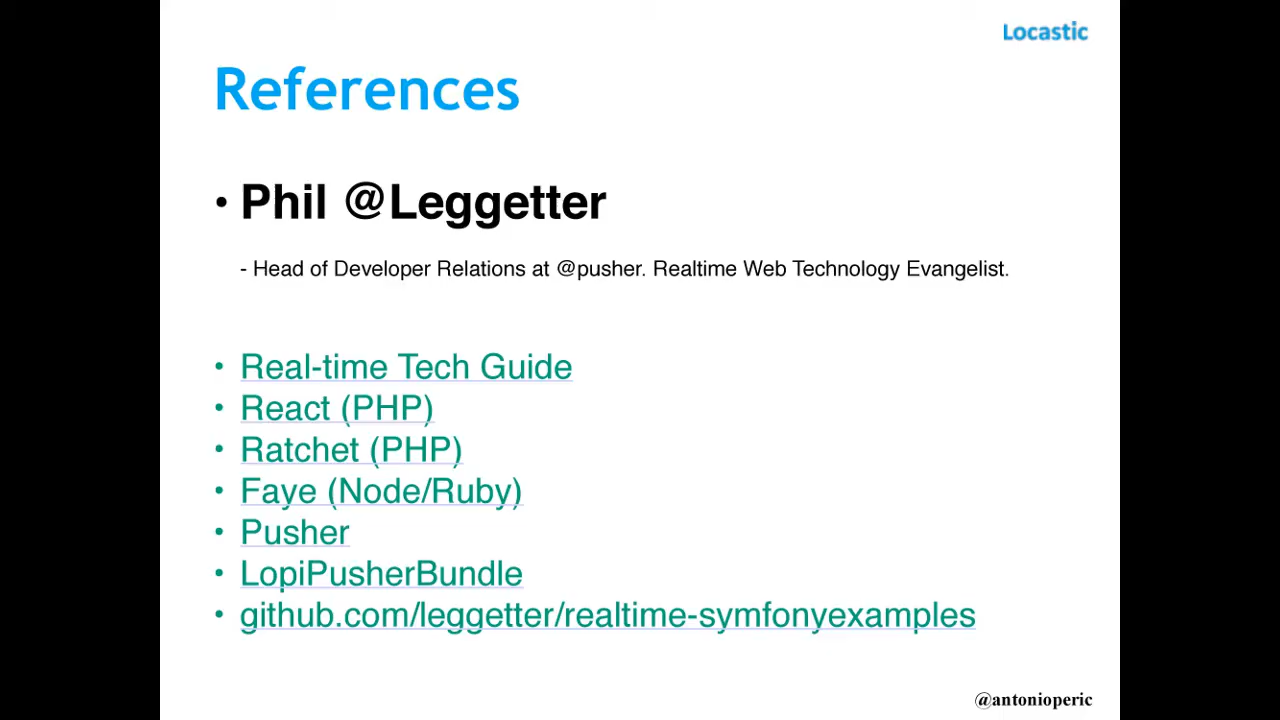 Locastic
References
• Phil @Leggetter
- Head of Developer Relations at @pusher. Realtime Web Technology Evangelist.
• Real-time Tech Guide
• React (PHP)
• Ratchet (PHP)
• Faye (Node/Ruby)
• Pusher
• LopiPusherBundle
• github.com/leggetter/realtime-symfonyexamples
@antonioperic